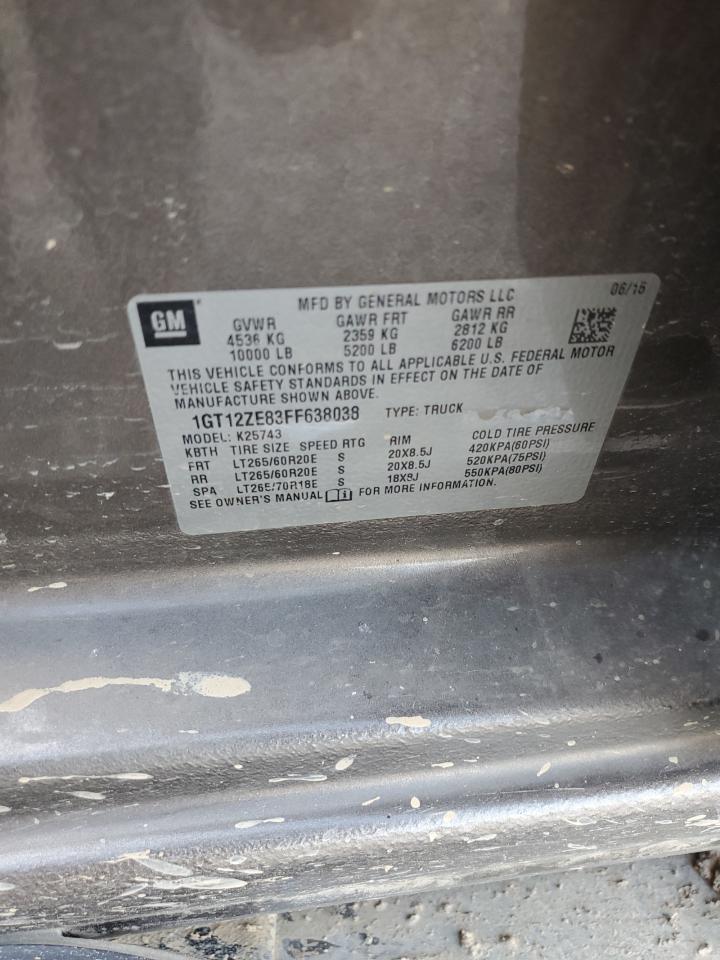 GM
MFD BY GENERAL MOTORS LLC 06/15
GVWR GAWR FRT GAWR RR
4536 KG 2359 KG 2812 KG
10000 LB 5200 LB 6200 LB
THIS VEHICLE CONFORMS TO ALL APPLICABLE U.S. FEDERAL MOTOR
VEHICLE SAFETY STANDARDS IN EFFECT ON THE DATE OF
MANUFACTURE SHOWN ABOVE.
1GT12ZE83FF638038 TYPE: TRUCK
MODEL: K25743
KBTH TIRE SIZE SPEED RTG RIM COLD TIRE PRESSURE
FRT LT265/60R20E S 20X8.5J 420KPA(60PSI)
RR LT265/60R20E S 20X8.5J 520KPA(75PSI)
SPA LT265/70R18E S 18X8J 550KPA(80PSI)
SEE OWNER'S MANUAL FOR MORE INFORMATION.